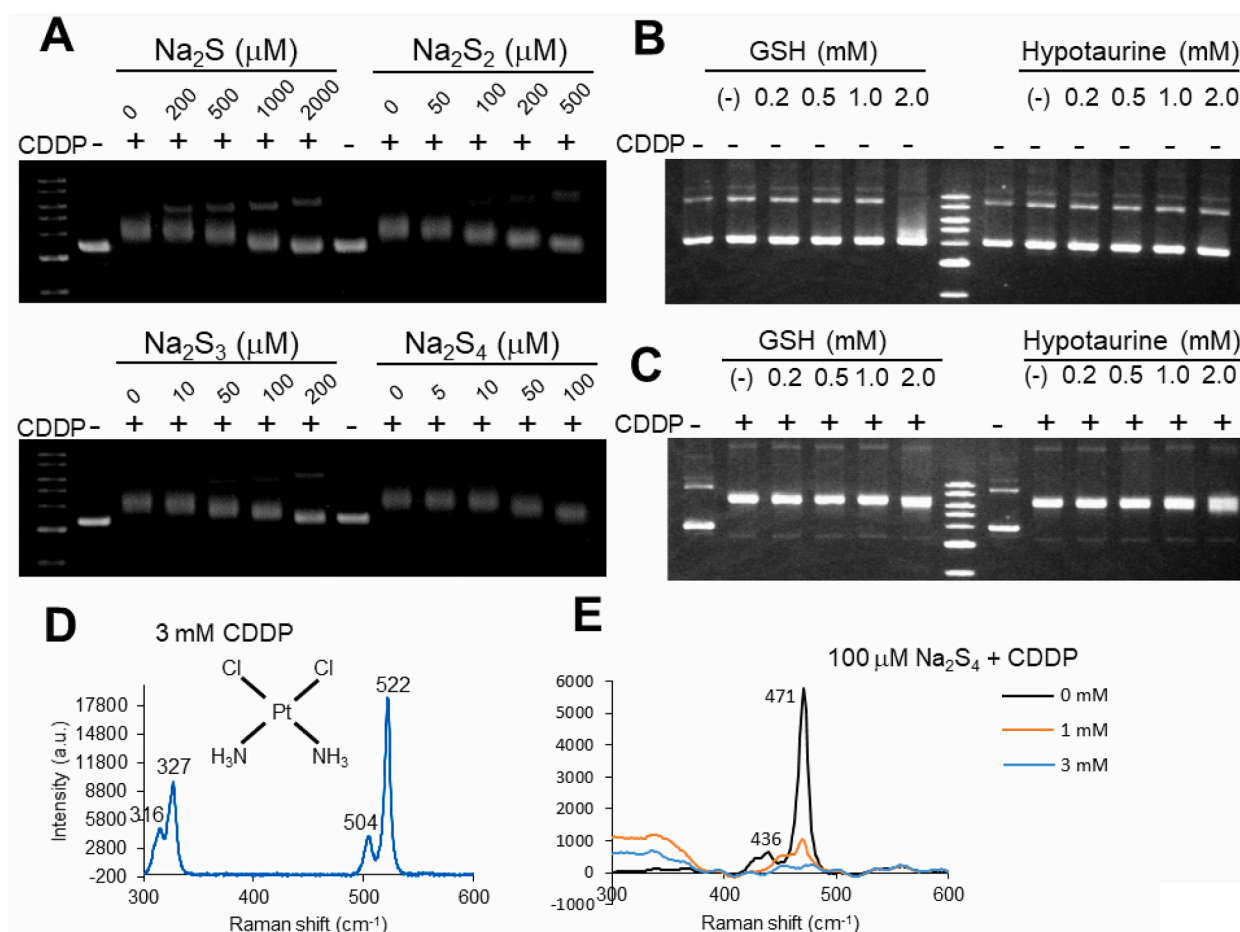 A
Na₂S (μM)
Na₂S₂ (μM)
0 200 500 1000 2000
0 50 100 200 500
CDDP - + + + + + - + + + + +
Na₂S₃ (μM)
Na₂S₄ (μM)
0 10 50 100 200
0 5 10 50 100
CDDP - + + + + + - + + + + +
B
GSH (mM)
Hypotaurine (mM)
(-) 0.2 0.5 1.0 2.0
(-) 0.2 0.5 1.0 2.0
CDDP - - - - - - - - - - - -
C
GSH (mM)
Hypotaurine (mM)
(-) 0.2 0.5 1.0 2.0
(-) 0.2 0.5 1.0 2.0
CDDP - + + + + + - + + + + +
D
3 mM CDDP
Cl Cl
Pt
H₃N NH₃
Intensity (a.u.)
17800
14800
11800
8800
5800
2800
-200
316
327
504
522
300 400 500 600
Raman shift (cm⁻¹)
E
100 μM Na₂S₄ + CDDP
0 mM
1 mM
3 mM
6000
5000
4000
3000
2000
1000
0
-1000
436
471
300 400 500 600
Raman shift (cm⁻¹)